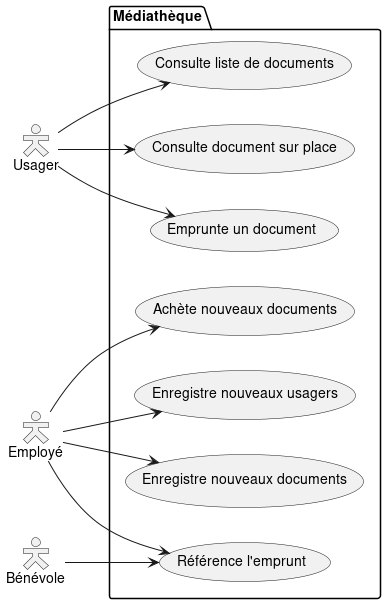 Médiathèque
Consulte liste de documents
Consulte document sur place
Usager
Emprunte un document
Achète nouveaux documents
Enregistre nouveaux usagers
Employé
Enregistre nouveaux documents
Référence l'emprunt
Bénévole